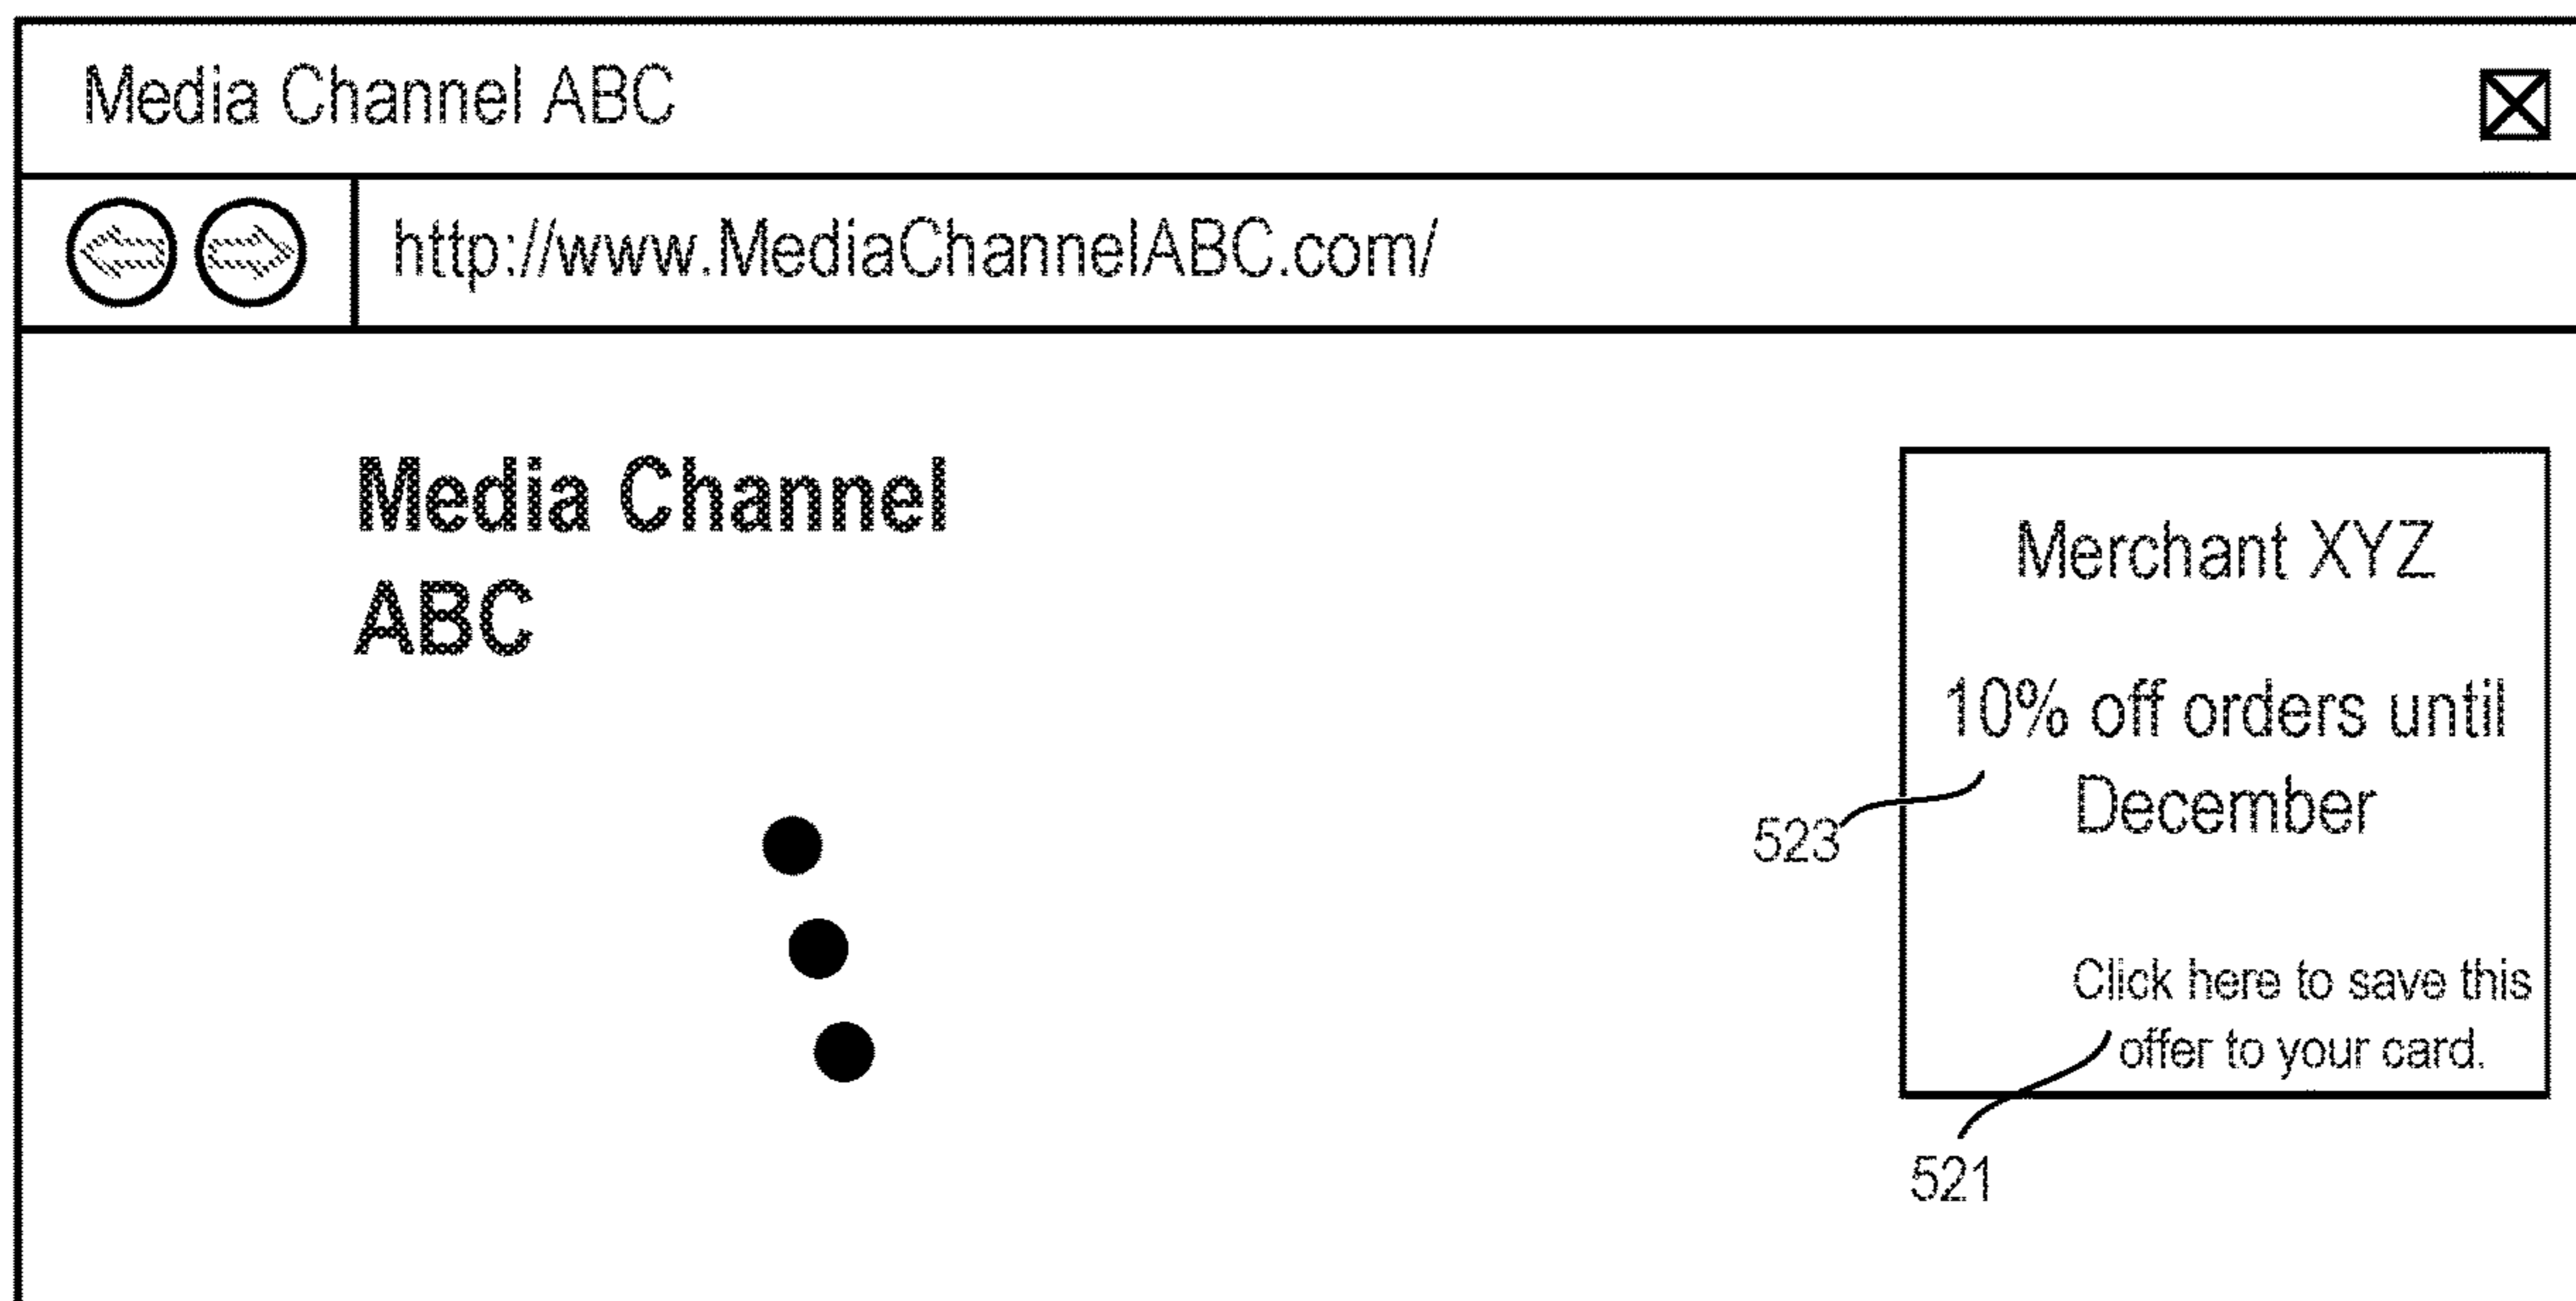 Media Channel ABC
http://www.MediaChannelABC.com/
Media Channel
ABC
Merchant XYZ
10% off orders until
December
523
Click here to save this
offer to your card.
521